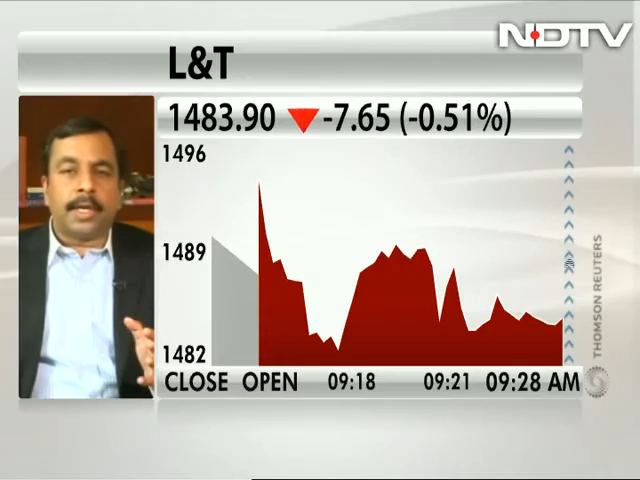 NDTV
L&T
1483.90 -7.65 (-0.51%)
1496
1489
1482
CLOSE OPEN 09:18 09:21 09:28 AM
THOMSON REUTERS